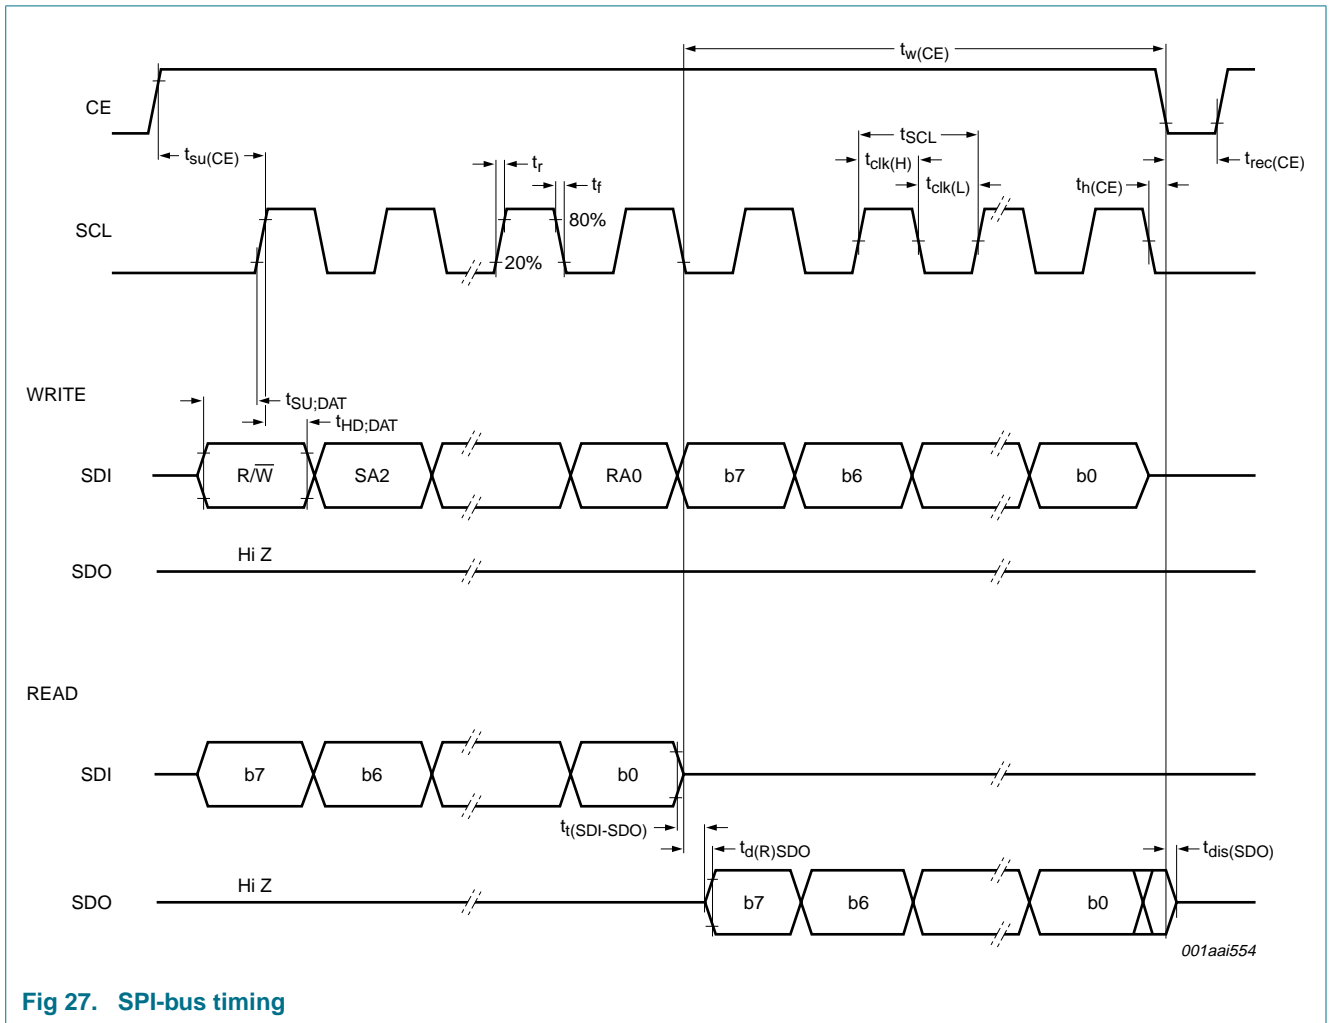 tw(CE)
CE
tsu(CE)
tr
tf
tSCL
tclk(H)
tclk(L)
th(CE)
trec(CE)
SCL
80%
20%
WRITE
tSU;DAT
tHD;DAT
SDI
R/W̅
SA2
RA0
b7
b6
b0
Hi Z
SDO
READ
SDI
b7
b6
b0
tt(SDI-SDO)
td(R)SDO
tdis(SDO)
Hi Z
SDO
b7
b6
b0
001aai554
Fig 27. SPI-bus timing